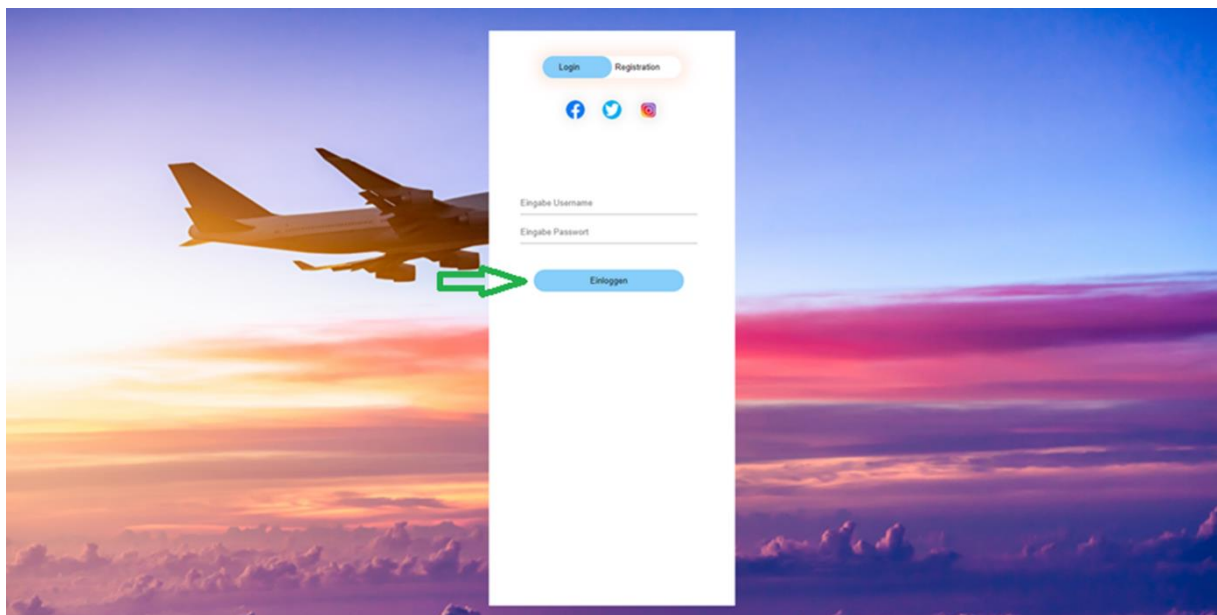 Login Registration
Eingabe Username
Eingabe Passwort
Einloggen